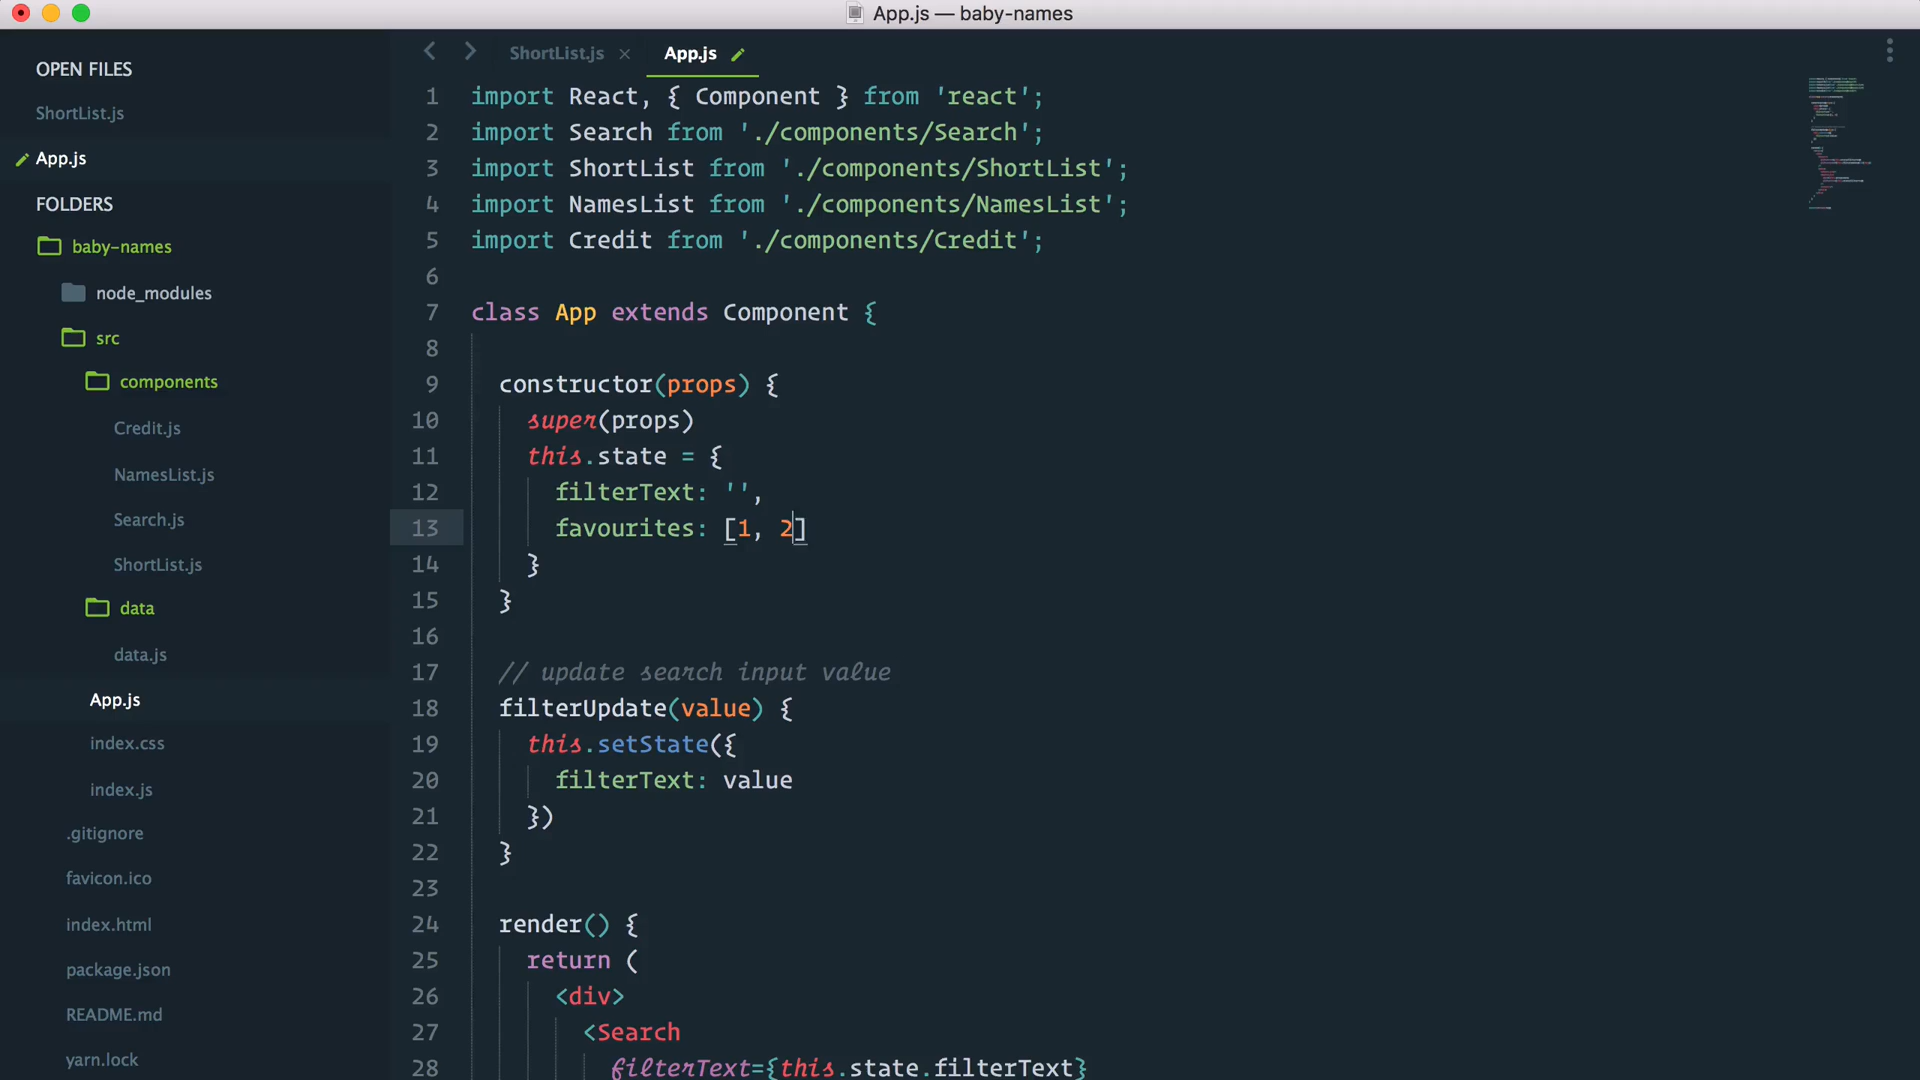 App.js — baby-names
OPEN FILES
ShortList.js
App.js
FOLDERS
baby-names
node_modules
src
components
Credit.js
NamesList.js
Search.js
ShortList.js
data
data.js
App.js
index.css
index.js
.gitignore
favicon.ico
index.html
package.json
README.md
yarn.lock
ShortList.js × App.js
1 import React, { Component } from 'react';
2 import Search from './components/Search';
3 import ShortList from './components/ShortList';
4 import NamesList from './components/NamesList';
5 import Credit from './components/Credit';
6
7 class App extends Component {
8
9 constructor(props) {
10 super(props)
11 this.state = {
12 filterText: '',
13 favourites: [1, 2]
14 }
15 }
16
17 // update search input value
18 filterUpdate(value) {
19 this.setState({
20 filterText: value
21 })
22 }
23
24 render() {
25 return (
26 <div>
27 <Search
28 filterText={this.state.filterText}